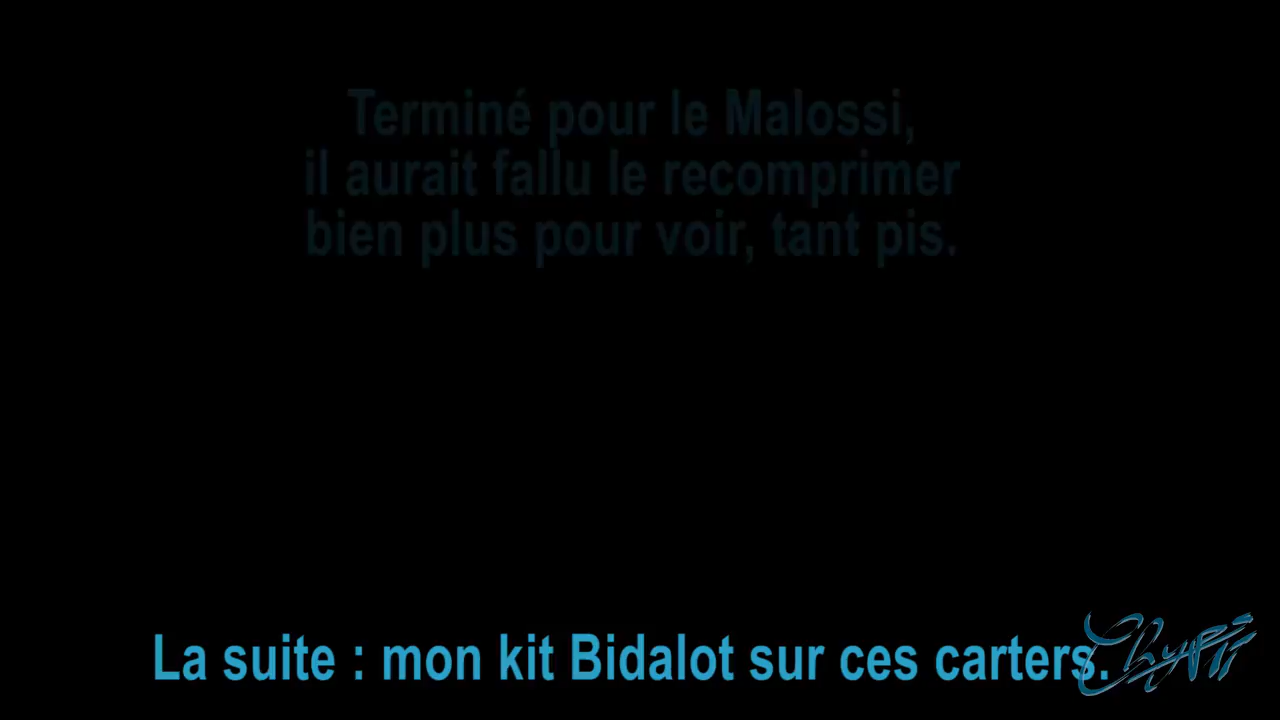 Terminé pour le Malossi,
il aurait fallu le recomprimer
bien plus pour voir, tant pis.
La suite : mon kit Bidalot sur ces carters.